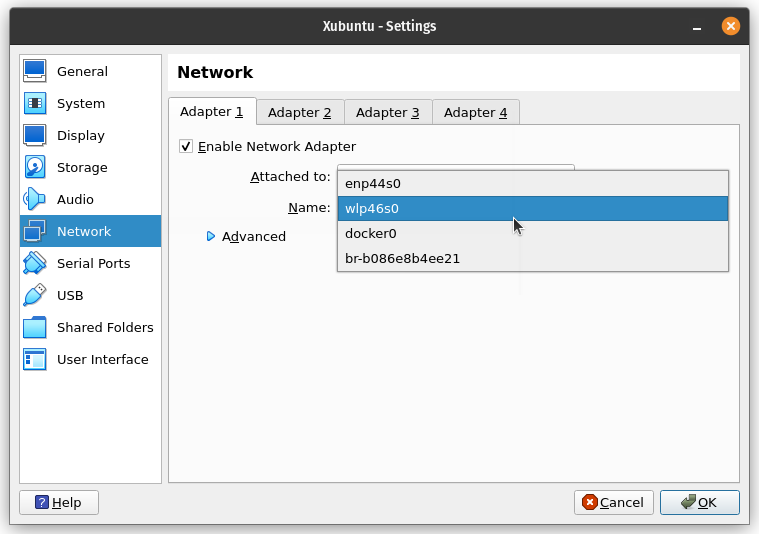 Xubuntu - Settings
General
System
Display
Storage
Audio
Network
Serial Ports
USB
Shared Folders
User Interface
Network
Adapter 1
Adapter 2
Adapter 3
Adapter 4
Enable Network Adapter
Attached to:
Name:
enp44s0
wlp46s0
docker0
br-b086e8b4ee21
Advanced
Help
Cancel
OK